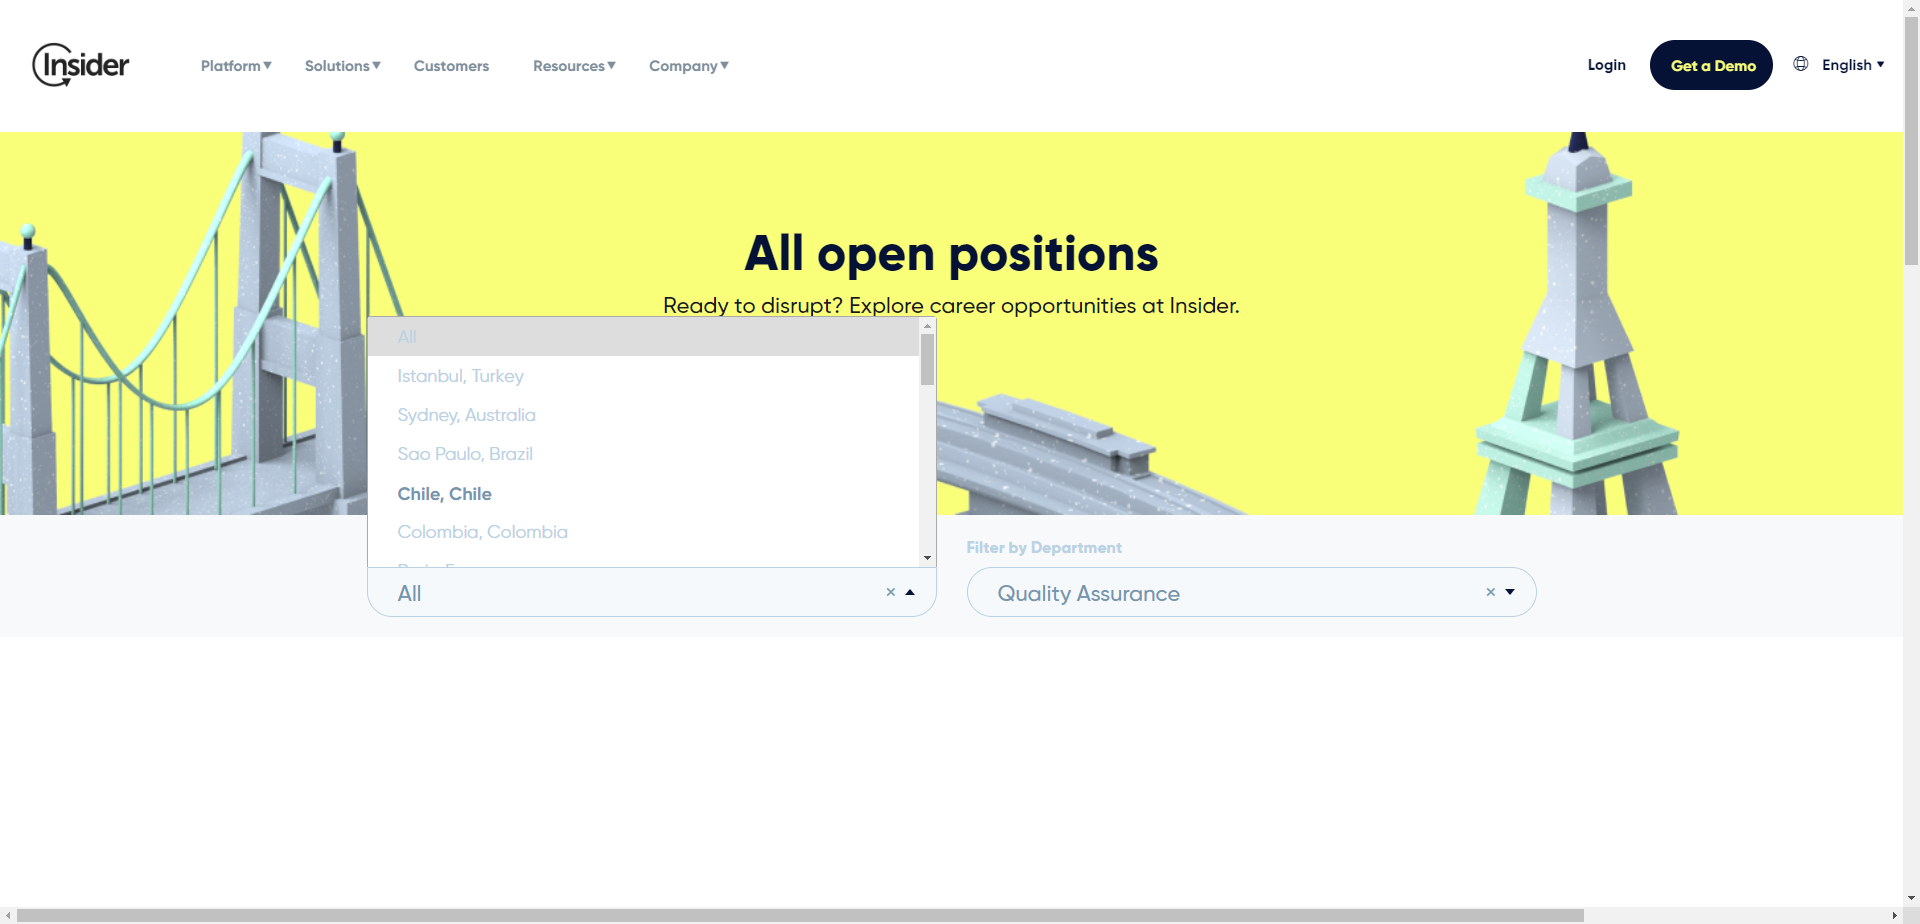 Insider
Platform▼ Solutions▼ Customers Resources▼ Company▼
Login Get a Demo English ▼
All open positions
Ready to disrupt? Explore career opportunities at Insider.
All
Istanbul, Turkey
Sydney, Australia
Sao Paulo, Brazil
Chile, Chile
Colombia, Colombia
Filter by Department
All × ▲
Quality Assurance × ▼